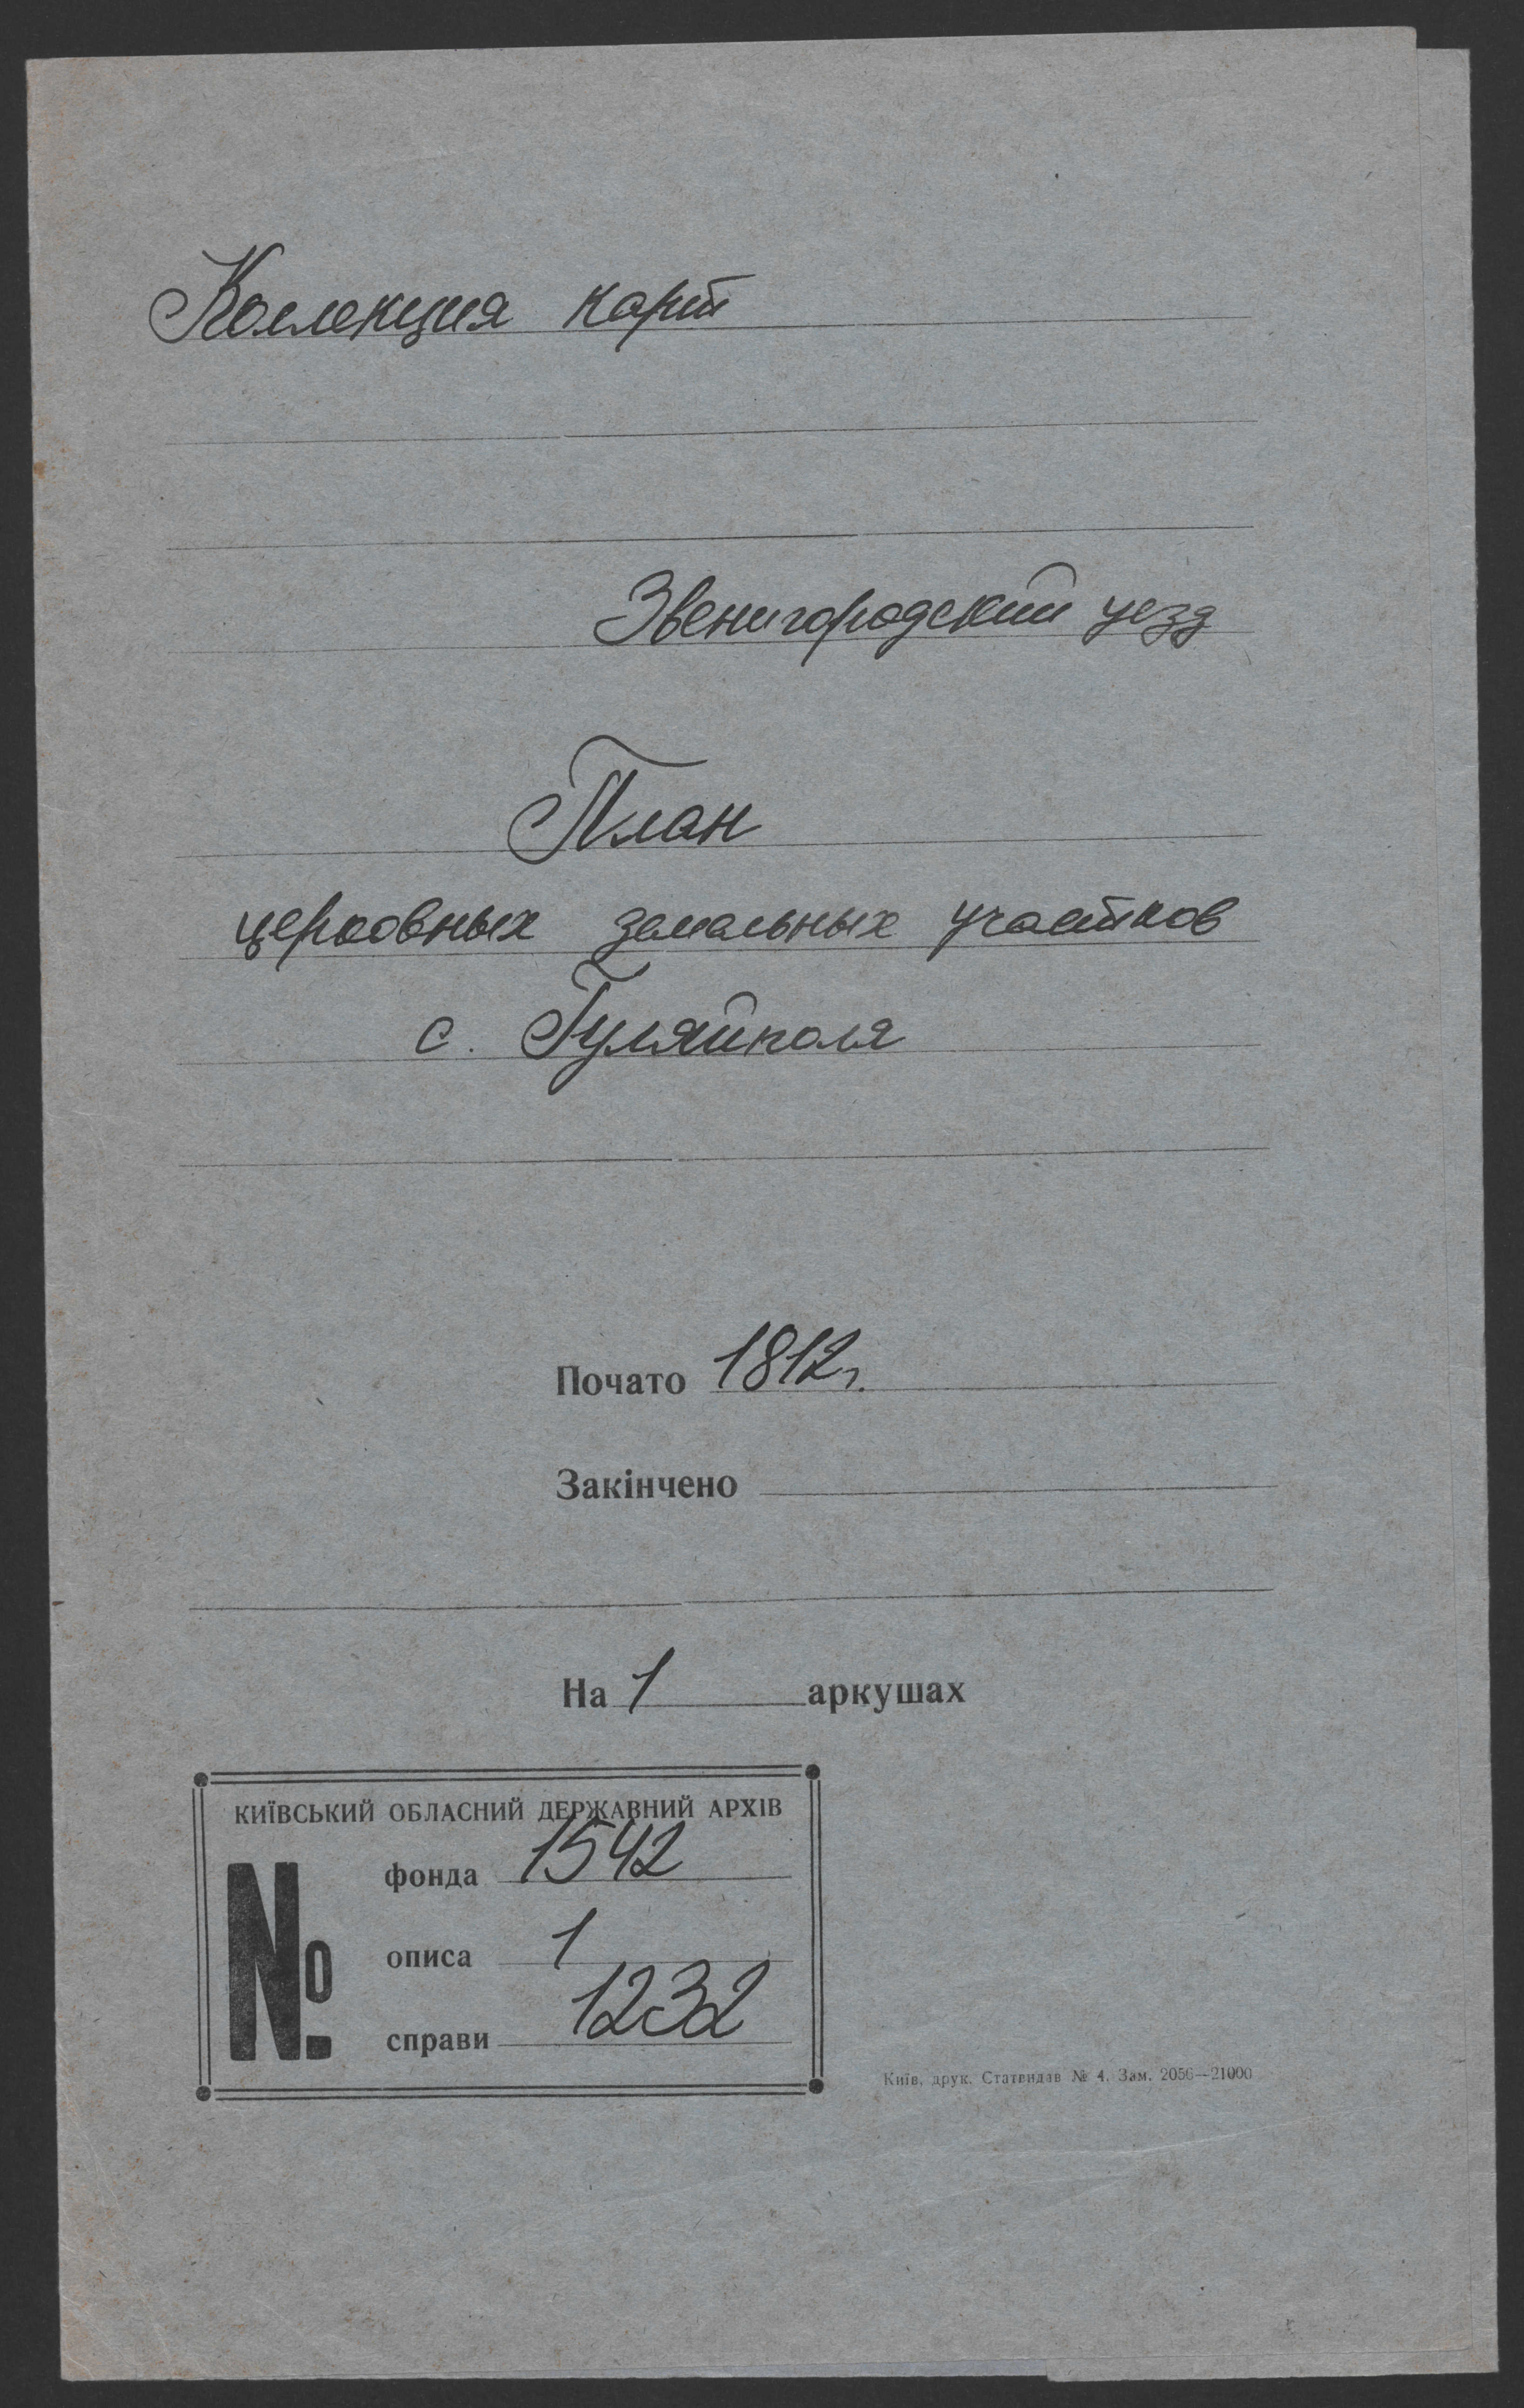 Коллекция карт
Звенигородский уезд
План
церковных земельных участков
с. Гуляйполя
Почато 1812г.
Закінчено
На 1 аркушах
КИЇВСЬКИЙ ОБЛАСНИЙ ДЕРЖАВНИЙ АРХІВ
№
фонда 1542
описа 1
справи 1232
Київ, друк. Статвидав № 4. Зам. 2056—21000